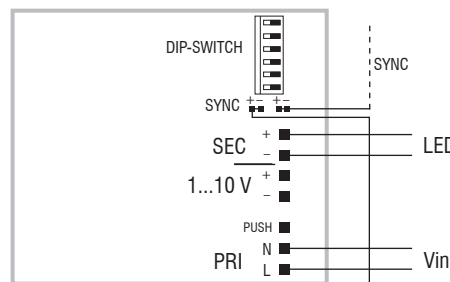 DIP-SWITCH
SYNC
+ − + −
SYNC
+
SEC
−
LED
+
1...10 V
−
PUSH
N
PRI
L
Vin